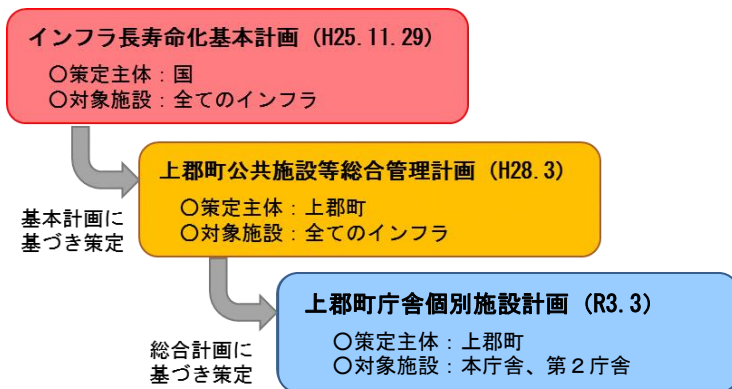 インフラ長寿命化基本計画（H25.11.29）
〇策定主体：国
〇対象施設：全てのインフラ
上郡町公共施設等総合管理計画（H28.3）
〇策定主体：上郡町
〇対象施設：全てのインフラ
基本計画に
基づき策定
上郡町庁舎個別施設計画（R3.3）
〇策定主体：上郡町
〇対象施設：本庁舎、第２庁舎
総合計画に
基づき策定